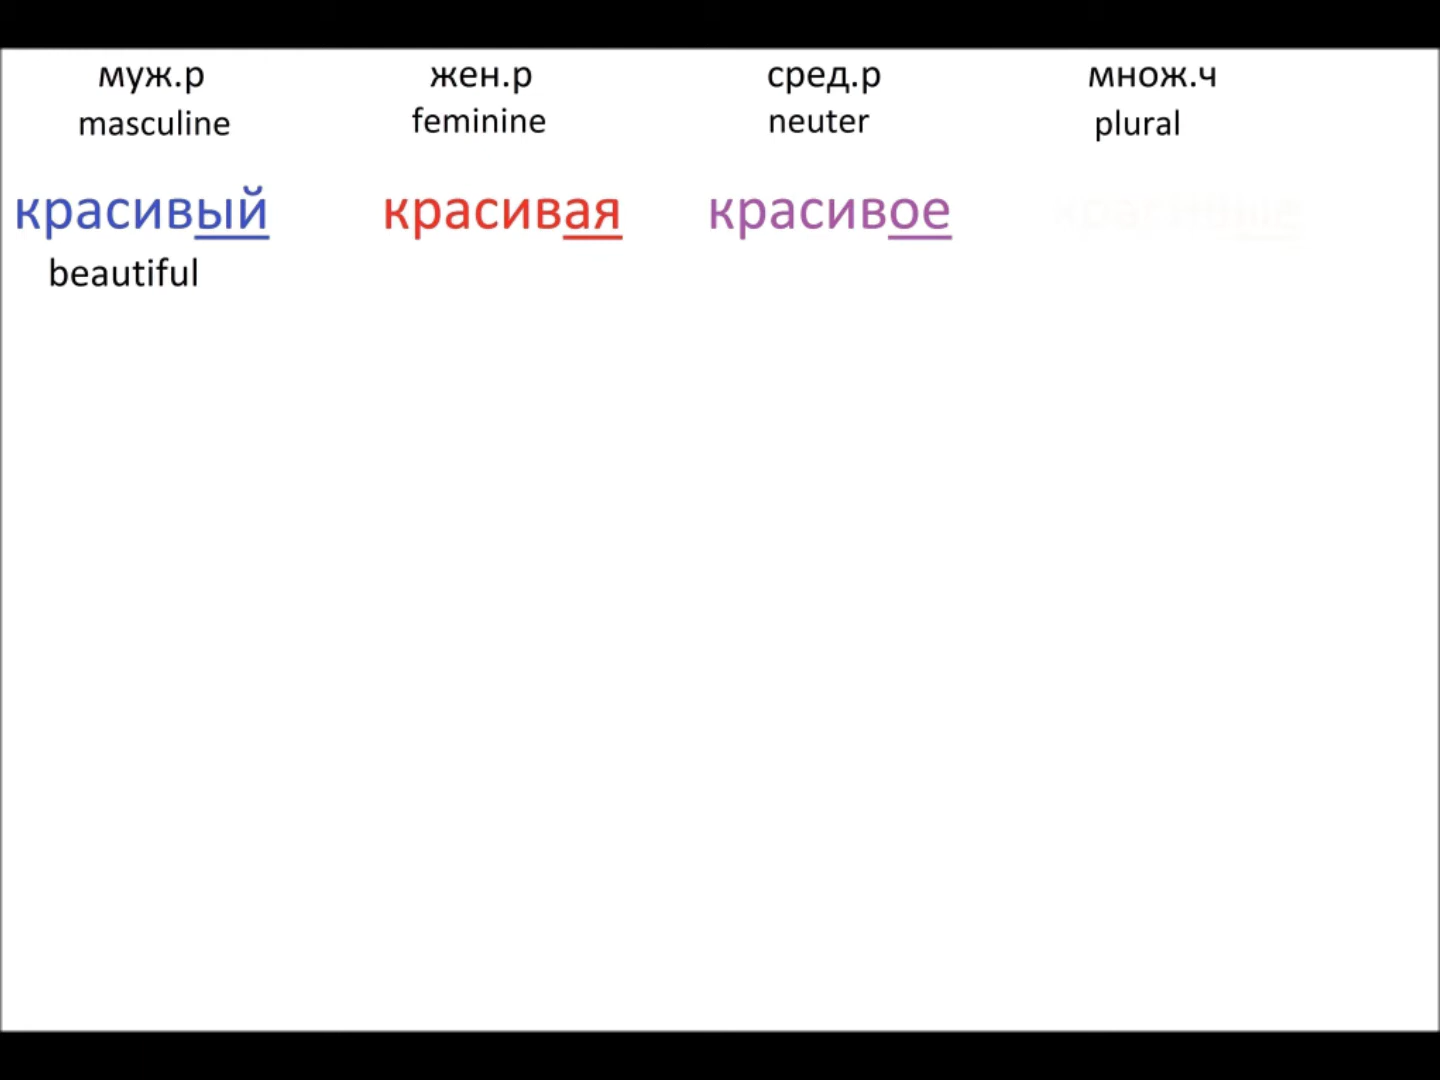 муж.р жен.р сред.р множ.ч
masculine feminine neuter plural
красивый красивая красивое
beautiful